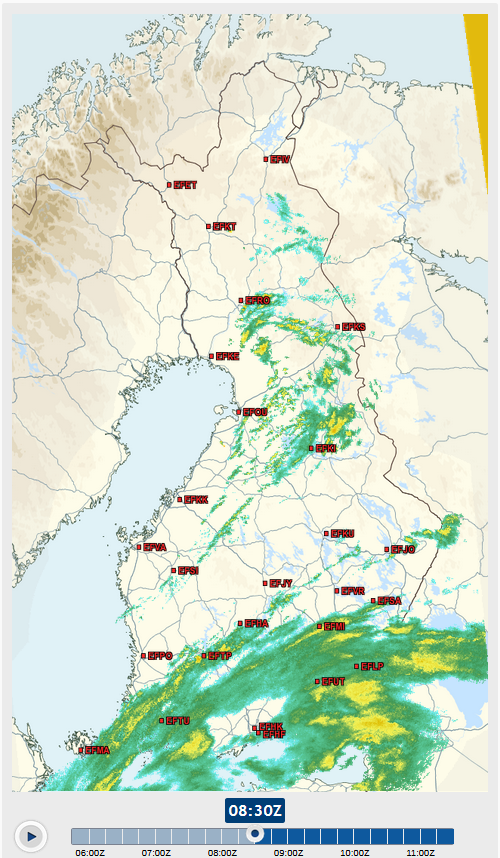 EFIV
EFET
EFKT
EFRO
EFKS
EFKE
EFOU
EFKI
EFKK
EFKU
EFVA
EFJO
EFSI
EFJY
EFVR
EFSA
EFHA
EFMI
EFPO
EFTP
EFLP
EFUT
EFTU
EFHK
EFHF
EFMA
08:30Z
06:00Z 07:00Z 08:00Z 09:00Z 10:00Z 11:00Z